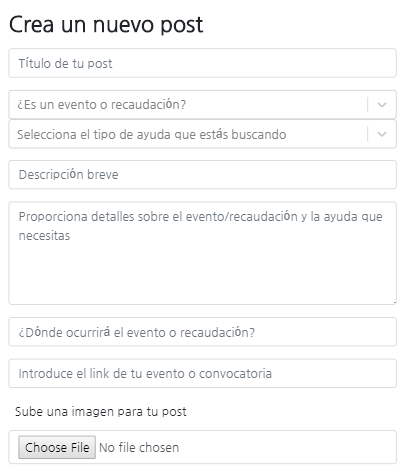 Crea un nuevo post
Título de tu post
¿Es un evento o recaudación?
Selecciona el tipo de ayuda que estás buscando
Descripción breve
Proporciona detalles sobre el evento/recaudación y la ayuda que
necesitas
¿Dónde ocurrirá el evento o recaudación?
Introduce el link de tu evento o convocatoria
Sube una imagen para tu post
Choose File No file chosen